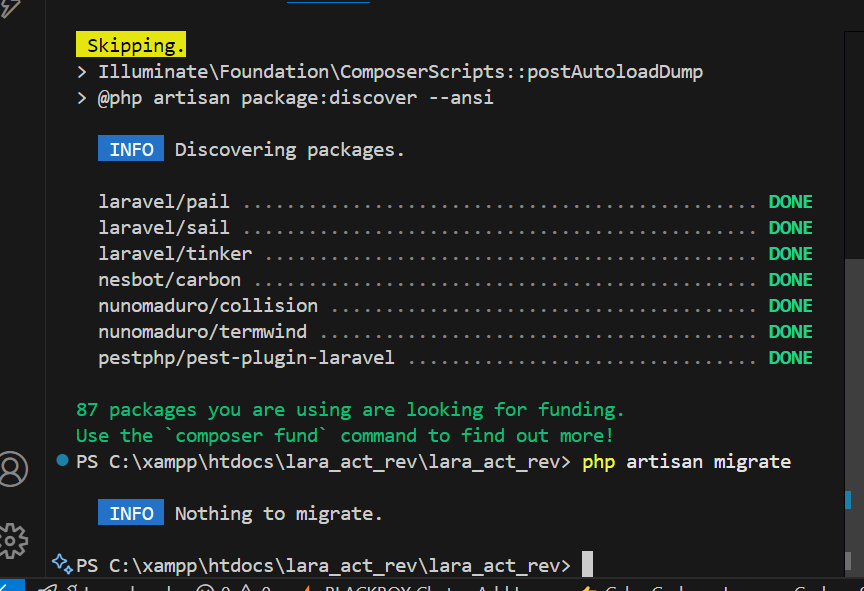 Skipping.
> Illuminate\Foundation\ComposerScripts::postAutoloadDump
> @php artisan package:discover --ansi
INFO Discovering packages.
laravel/pail ............................................... DONE
laravel/sail ............................................... DONE
laravel/tinker ............................................. DONE
nesbot/carbon .............................................. DONE
nunomaduro/collision ....................................... DONE
nunomaduro/termwind ........................................ DONE
pestphp/pest-plugin-laravel ................................ DONE
87 packages you are using are looking for funding.
Use the `composer fund` command to find out more!
PS C:\xampp\htdocs\lara_act_rev\lara_act_rev> php artisan migrate
INFO Nothing to migrate.
PS C:\xampp\htdocs\lara_act_rev\lara_act_rev>